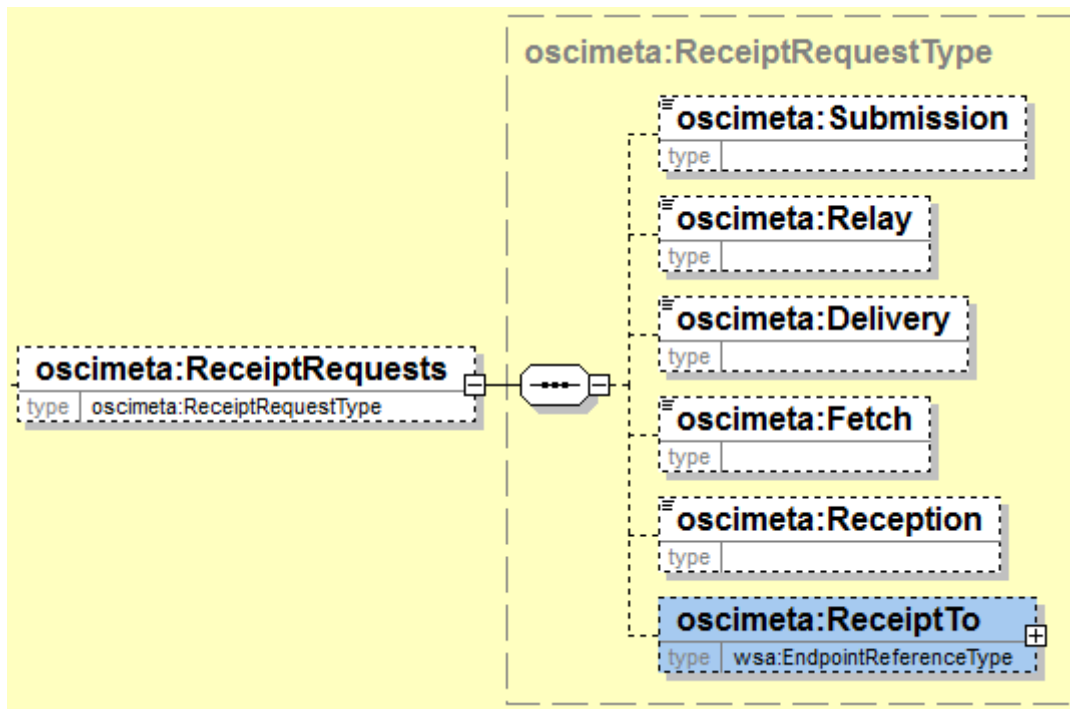 oscimeta:ReceiptRequestType
oscimeta:Submission
type
oscimeta:Relay
type
oscimeta:Delivery
type
oscimeta:ReceiptRequests
type oscimeta:ReceiptRequestType
oscimeta:Fetch
type
oscimeta:Reception
type
oscimeta:ReceiptTo
type wsa:EndpointReferenceType